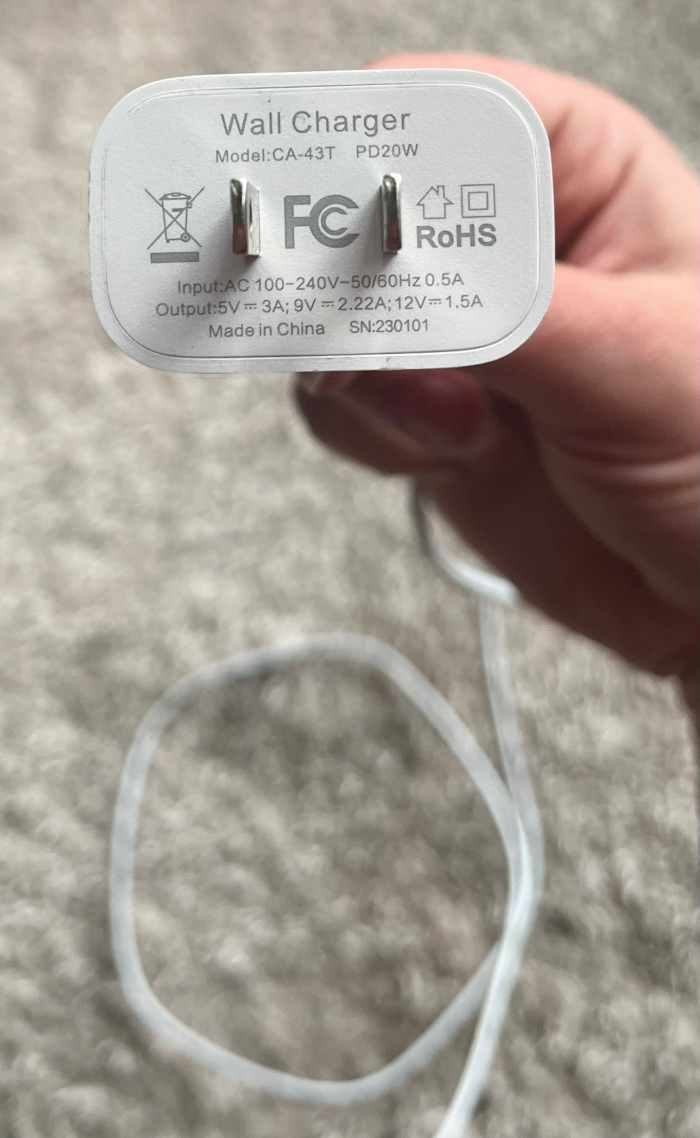 Wall Charger
Model:CA-43T PD20W
FC
RoHS
Input:AC 100-240V~50/60Hz 0.5A
Output:5V⎓3A; 9V⎓2.22A;12V⎓1.5A
Made in China SN:230101